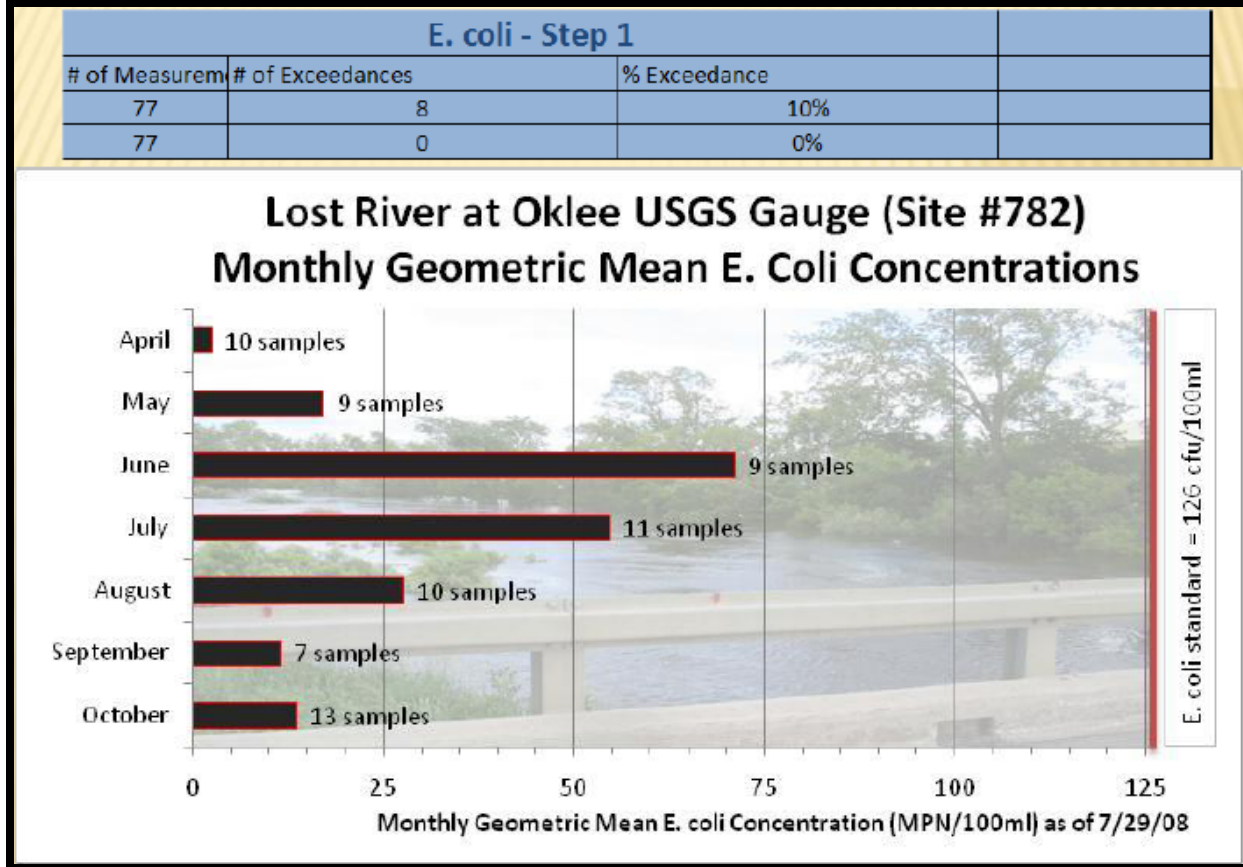 E. coli - Step 1
# of Measurem # of Exceedances % Exceedance
77 8 10%
77 0 0%
Lost River at Oklee USGS Gauge (Site #782)
Monthly Geometric Mean E. Coli Concentrations
April 10 samples
May 9 samples
June 9 samples
July 11 samples
August 10 samples
September 7 samples
October 13 samples
E. coli standard = 126 cfu/100ml
0 25 50 75 100 125
Monthly Geometric Mean E. coli Concentration (MPN/100ml) as of 7/29/08